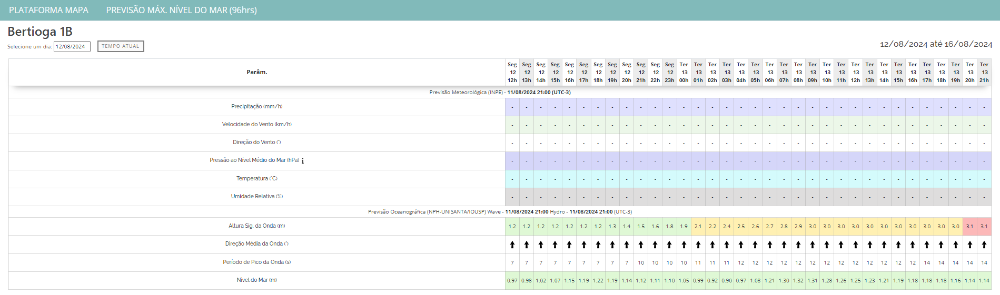 PLATAFORMA MAPA PREVISÃO MÁX. NÍVEL DO MAR (96hrs)
Bertioga 1B
Selecione um dia: 12/08/2024 TEMPO ATUAL 12/08/2024 até 16/08/2024
Seg Seg Seg Seg Seg Seg Seg Seg Seg Seg Seg Seg Ter Ter Ter Ter Ter Ter Ter Ter Ter Ter Ter Ter Ter Ter Ter Ter Ter Ter Ter Ter Ter Ter
Parâm. 12 12 12 12 12 12 12 12 12 12 12 12 13 13 13 13 13 13 13 13 13 13 13 13 13 13 13 13 13 13 13 13 13 13
12h 13h 14h 15h 16h 17h 18h 19h 20h 21h 22h 23h 00h 01h 02h 03h 04h 05h 06h 07h 08h 09h 10h 11h 12h 13h 14h 15h 16h 17h 18h 19h 20h 21h
Previsão Meteorológica (INPE) - 11/08/2024 21:00 (UTC-3)
Precipitação (mm/h) - - - - - - - - - - - - - - - - - - - - - - - - - - - - - - - - - -
Velocidade do Vento (km/h) - - - - - - - - - - - - - - - - - - - - - - - - - - - - - - - - - -
Direção do Vento (°) - - - - - - - - - - - - - - - - - - - - - - - - - - - - - - - - - -
Pressão ao Nível Médio do Mar (hPa) i - - - - - - - - - - - - - - - - - - - - - - - - - - - - - - - - - -
Temperatura (°C) - - - - - - - - - - - - - - - - - - - - - - - - - - - - - - - - - -
Umidade Relativa (%) - - - - - - - - - - - - - - - - - - - - - - - - - - - - - - - - - -
Previsão Oceanográfica (NPH-UNISANTA/IOUSP) Wave - 11/08/2024 21:00 Hydro - 11/08/2024 21:00 (UTC-3)
Altura Sig. da Onda (m) 1.2 1.2 1.2 1.2 1.2 1.2 1.2 1.3 1.4 1.5 1.6 1.8 1.9 2.1 2.2 2.4 2.5 2.6 2.7 2.8 2.9 3.0 3.0 3.0 3.0 3.0 3.0 3.0 3.0 3.0 3.0 3.0 3.1 3.1
Direção Média da Onda (°)
Período de Pico da Onda (s) 7 7 7 7 7 7 7 7 7 10 10 10 10 11 11 11 12 12 12 12 12 12 12 12 12 12 12 12 12 14 14 14 14 14
Nível do Mar (m) 0.97 0.98 1.02 1.07 1.15 1.19 1.22 1.19 1.14 1.12 1.11 1.10 1.05 0.99 0.92 0.90 0.97 1.08 1.21 1.30 1.32 1.31 1.28 1.26 1.25 1.23 1.21 1.19 1.18 1.18 1.18 1.16 1.14 1.14